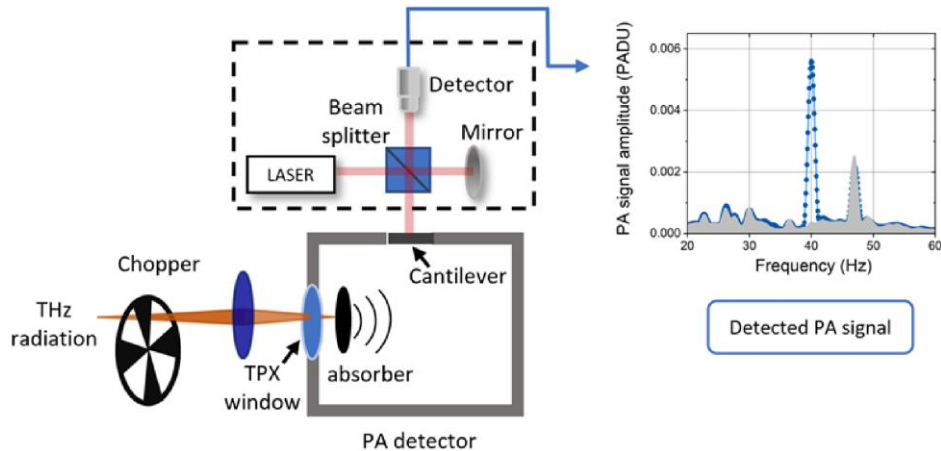 Detector
Beam
splitter
Mirror
LASER
Cantilever
Chopper
THz
radiation
TPX
window
absorber
PA detector
PA signal amplitude (PADU)
0.006
0.004
0.002
0.000
20 30 40 50 60
Frequency (Hz)
Detected PA signal